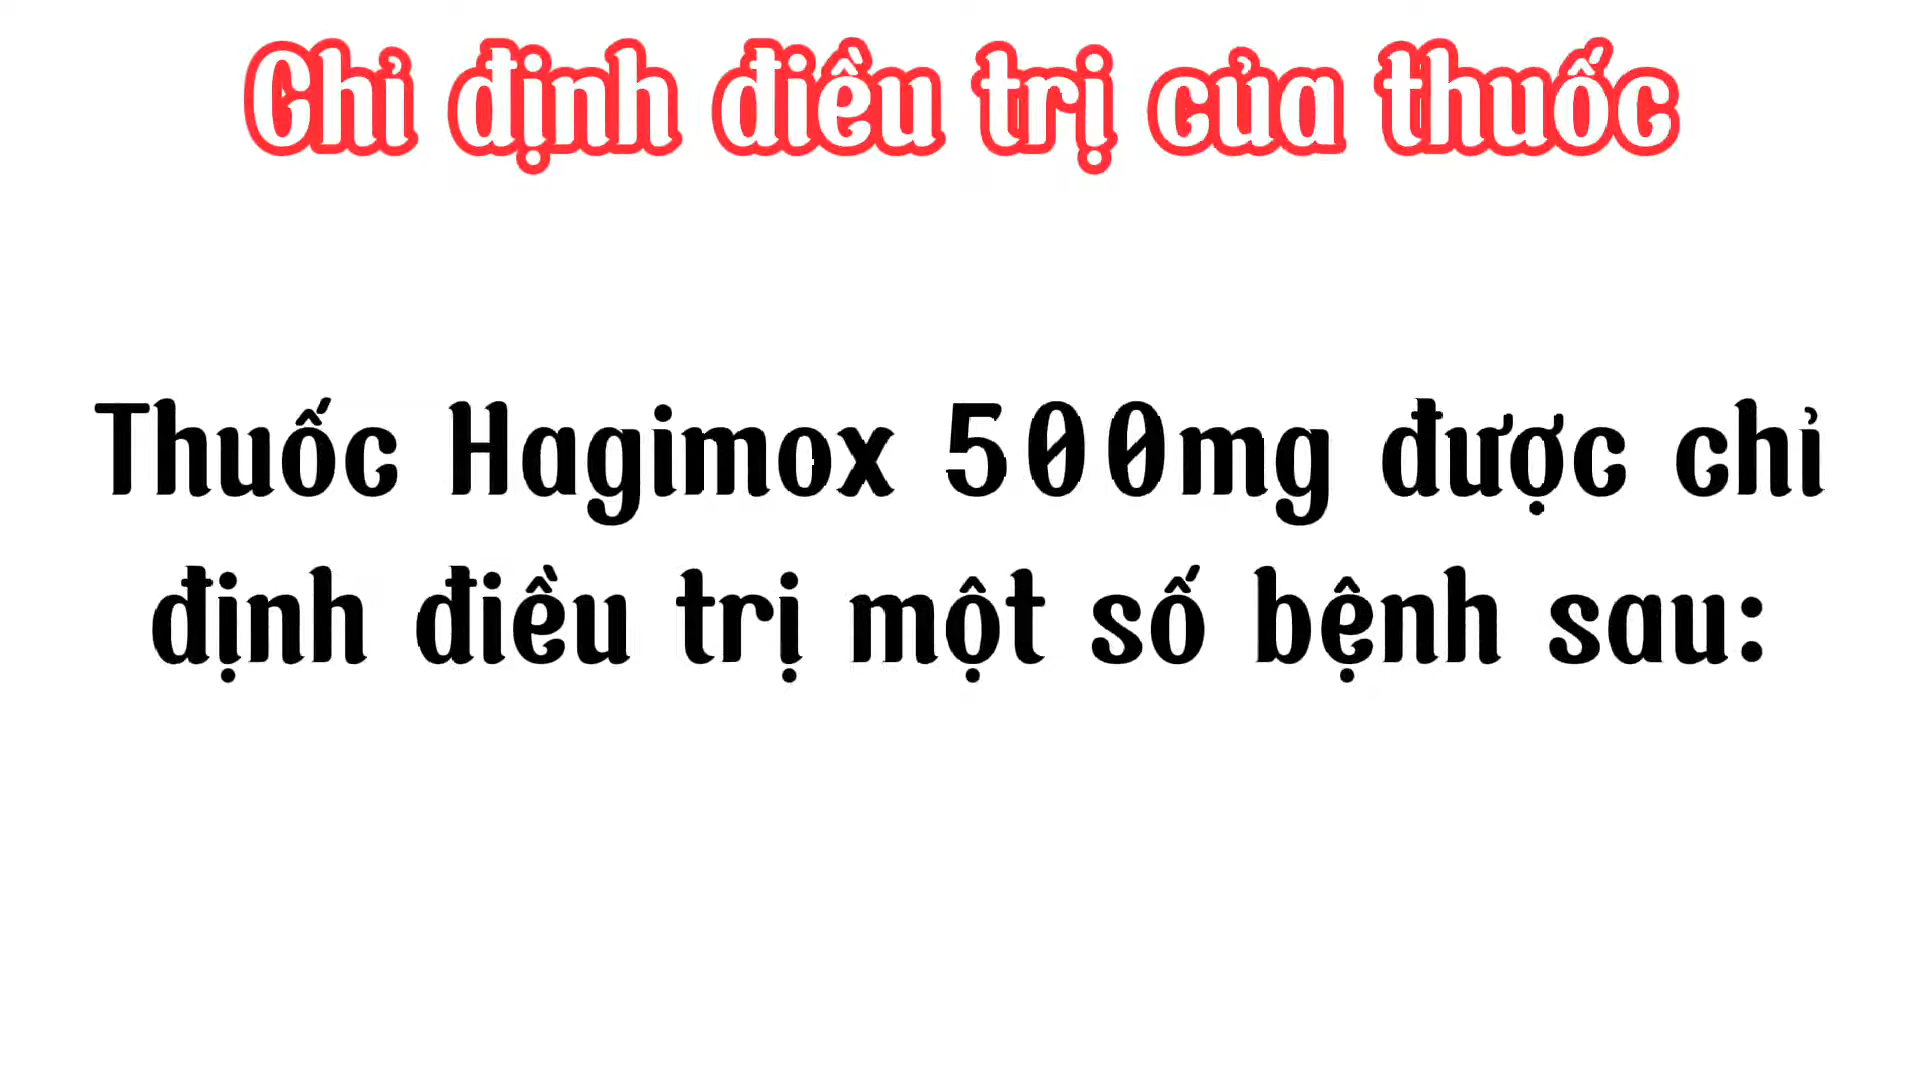 Chỉ định điều trị của thuốc
Thuốc Hagimox 500mg được chỉ
định điều trị một số bệnh sau: